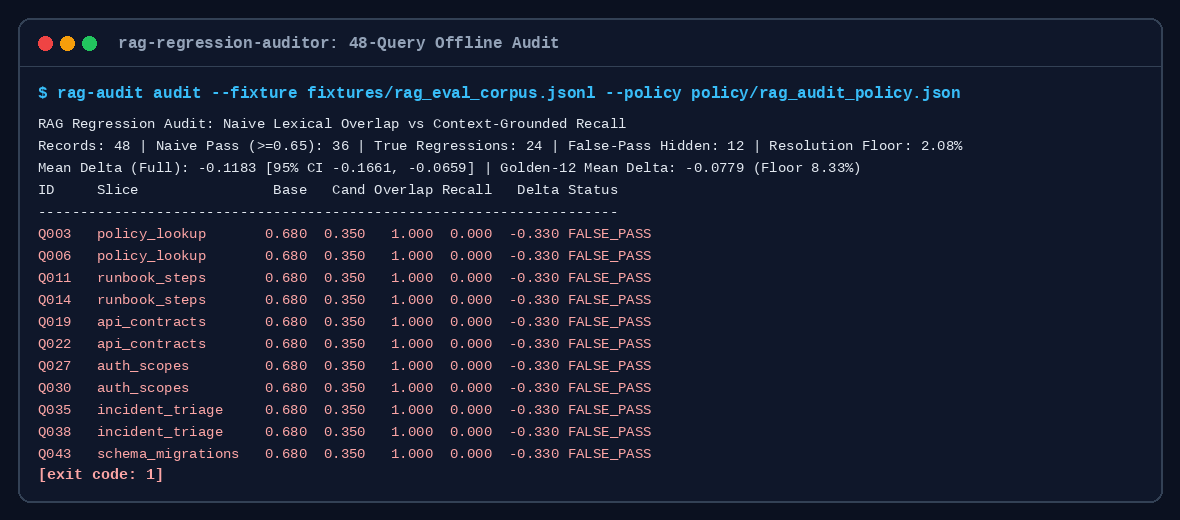 rag-regression-auditor: 48-Query Offline Audit
$ rag-audit audit --fixture fixtures/rag_eval_corpus.jsonl --policy policy/rag_audit_policy.json
RAG Regression Audit: Naive Lexical Overlap vs Context-Grounded Recall
Records: 48 | Naive Pass (>=0.65): 36 | True Regressions: 24 | False-Pass Hidden: 12 | Resolution Floor: 2.08%
Mean Delta (Full): -0.1183 [95% CI -0.1661, -0.0659] | Golden-12 Mean Delta: -0.0779 (Floor 8.33%)
ID     Slice                Base   Cand Overlap Recall   Delta Status
---------------------------------------------------------------------
Q003   policy_lookup       0.680  0.350   1.000  0.000  -0.330 FALSE_PASS
Q006   policy_lookup       0.680  0.350   1.000  0.000  -0.330 FALSE_PASS
Q011   runbook_steps       0.680  0.350   1.000  0.000  -0.330 FALSE_PASS
Q014   runbook_steps       0.680  0.350   1.000  0.000  -0.330 FALSE_PASS
Q019   api_contracts       0.680  0.350   1.000  0.000  -0.330 FALSE_PASS
Q022   api_contracts       0.680  0.350   1.000  0.000  -0.330 FALSE_PASS
Q027   auth_scopes         0.680  0.350   1.000  0.000  -0.330 FALSE_PASS
Q030   auth_scopes         0.680  0.350   1.000  0.000  -0.330 FALSE_PASS
Q035   incident_triage     0.680  0.350   1.000  0.000  -0.330 FALSE_PASS
Q038   incident_triage     0.680  0.350   1.000  0.000  -0.330 FALSE_PASS
Q043   schema_migrations   0.680  0.350   1.000  0.000  -0.330 FALSE_PASS
[exit code: 1]